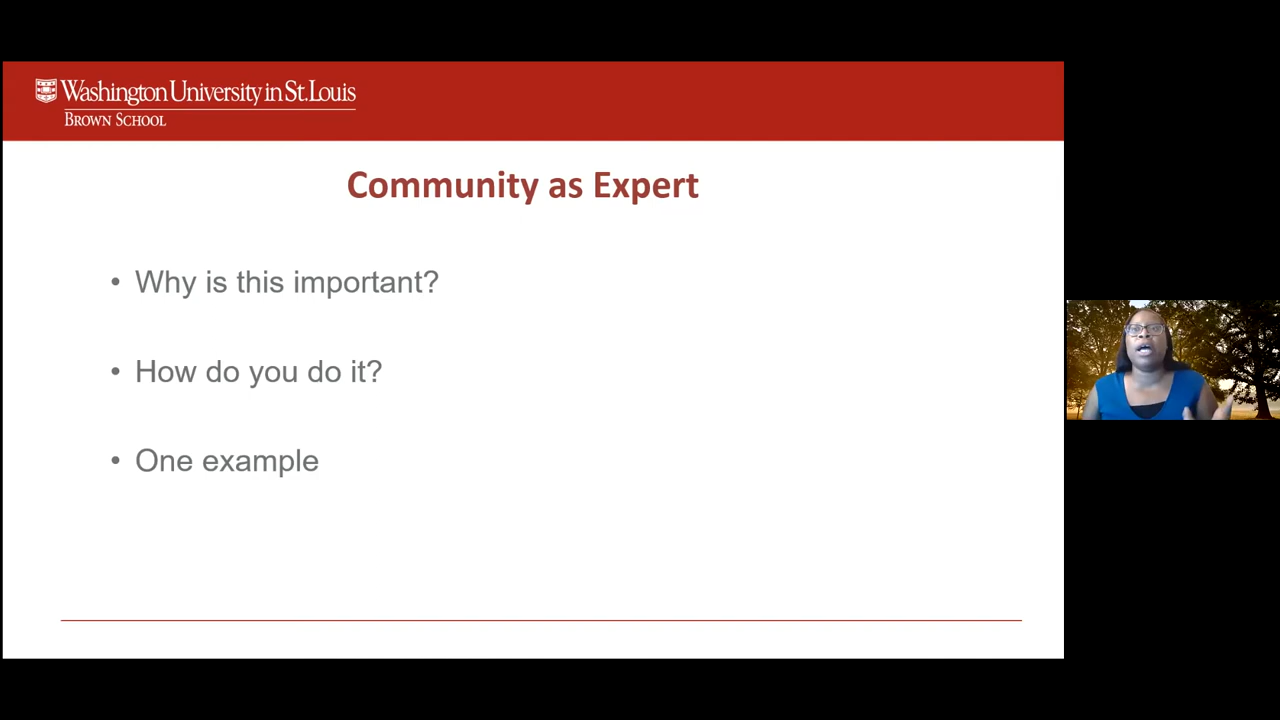 Washington University in St. Louis
BROWN SCHOOL
Community as Expert
• Why is this important?
• How do you do it?
• One example